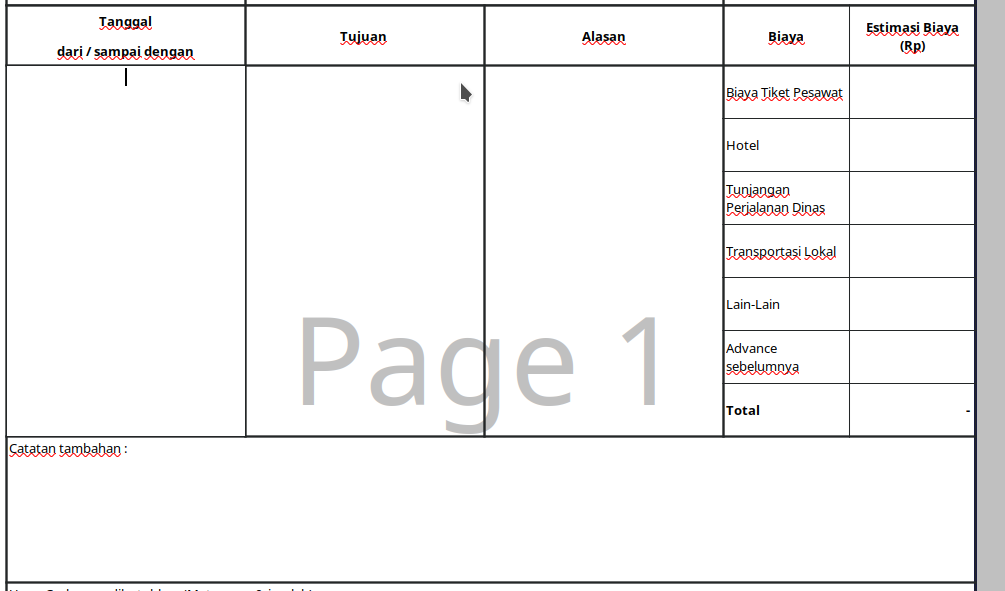 Tanggal
dari / sampai dengan
Tujuan
Alasan
Biaya
Estimasi Biaya
(Rp)
Biaya Tiket Pesawat
Hotel
Tunjangan
Perjalanan Dinas
Transportasi Lokal
Lain-Lain
Advance
sebelumnya
Total
-
Page 1
Catatan tambahan :